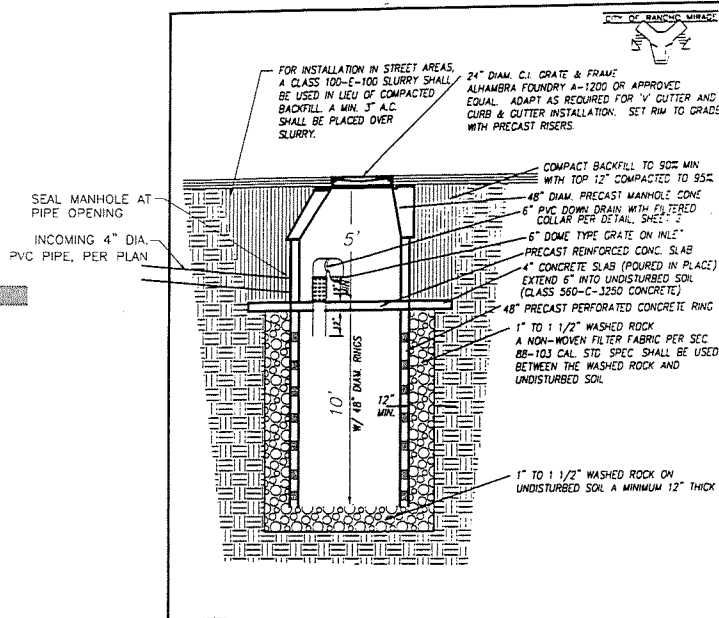 CITY OF RANCHO MIRAGE
FOR INSTALLATION IN STREET AREAS,
A CLASS 100-E-100 SLURRY SHALL
BE USED IN LIEU OF COMPACTED
BACKFILL. A MIN. 3" A.C.
SHALL BE PLACED OVER
SLURRY.
24" DIAM. C.I. GRATE & FRAME
ALHAMBRA FOUNDRY A-1200 OR APPROVED
EQUAL. ADAPT AS REQUIRED FOR 'V' GUTTER AND
CURB & GUTTER INSTALLATION. SET RIM TO GRADE
WITH PRECAST RISERS.
SEAL MANHOLE AT
PIPE OPENING
INCOMING 4" DIA.
PVC PIPE, PER PLAN
COMPACT BACKFILL TO 90% MIN
WITH TOP 12" COMPACTED TO 95%
48" DIAM. PRECAST MANHOLE CONE
6" PVC DOWN DRAIN WITH FILTERED
COLLAR PER DETAIL, SHEET 2
6" DOME TYPE GRATE ON INLET
PRECAST REINFORCED CONC. SLAB
4" CONCRETE SLAB (POURED IN PLACE)
EXTEND 6" INTO UNDISTURBED SOIL
(CLASS 560-C-3250 CONCRETE)
48" PRECAST PERFORATED CONCRETE RING
1" TO 1 1/2" WASHED ROCK
A NON-WOVEN FILTER FABRIC PER SEC.
88-103 CAL. STD SPEC SHALL BE USED
BETWEEN THE WASHED ROCK AND
UNDISTURBED SOIL
5'
10'
W/ 48" DIAM. RINGS
12"
MIN.
1" TO 1 1/2" WASHED ROCK ON
UNDISTURBED SOIL A MINIMUM 12" THICK